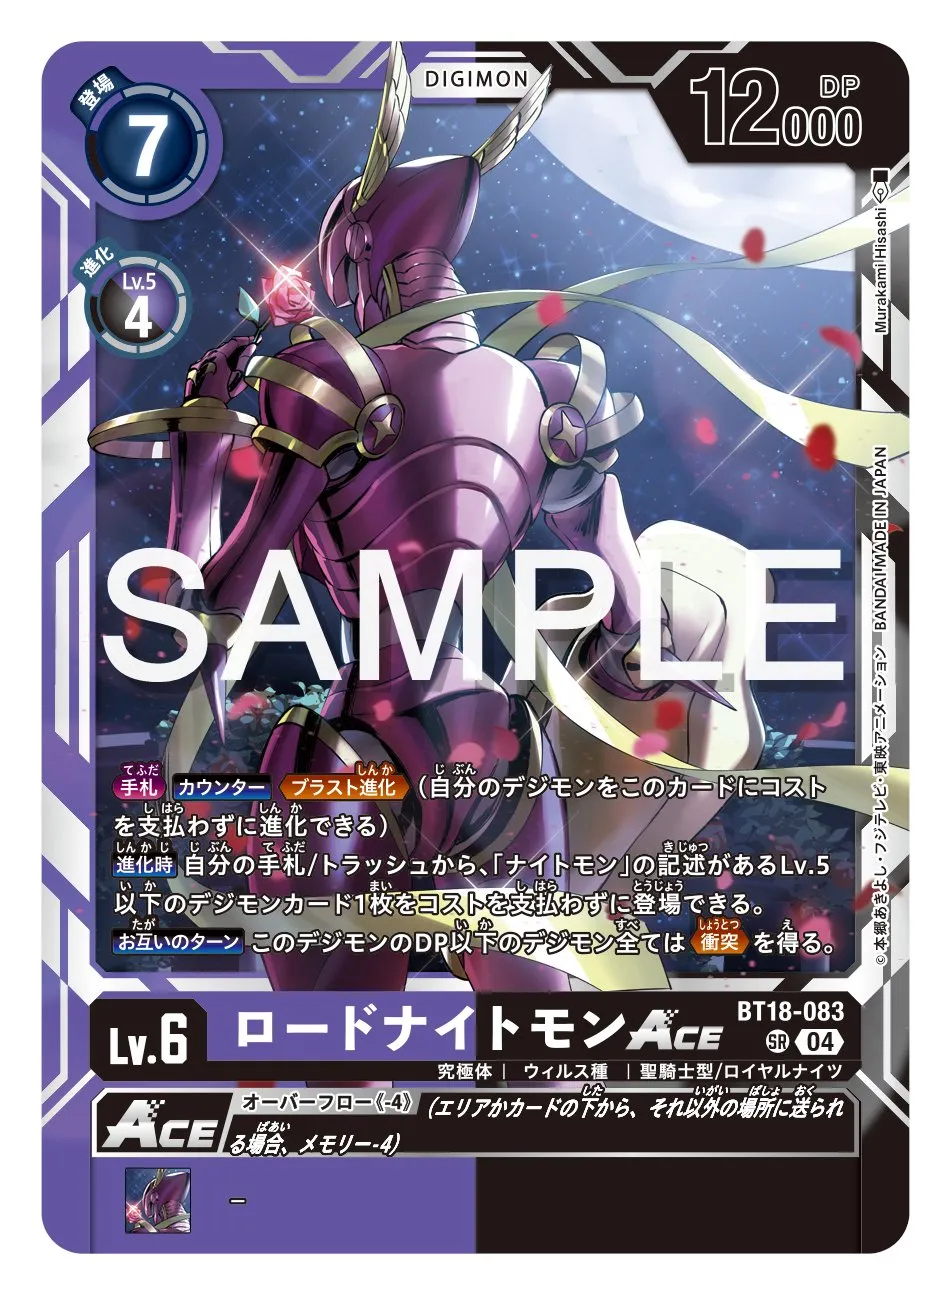 DIGIMON
登場
7
12000
DP
進化
Lv.5
4
Murakami Hisashi
SAMPLE
©本郷あきよし・フジテレビ・東映アニメーション BANDAI MADE IN JAPAN
手札 カウンター ブラスト進化 (自分のデジモンをこのカードにコスト
を支払わずに進化できる)
進化時 自分の手札/トラッシュから、「ナイトモン」の記述があるLv.5
以下のデジモンカード1枚をコストを支払わずに登場できる。
お互いのターン このデジモンのDP以下のデジモン全ては 衝突 を得る。
Lv.6
ロードナイトモン ACE
BT18-083
SR 04
究極体 | ウィルス種 | 聖騎士型/ロイヤルナイツ
ACE
オーバーフロー《-4》 (エリアかカードの下から、それ以外の場所に送られ
る場合、メモリー-4)
–